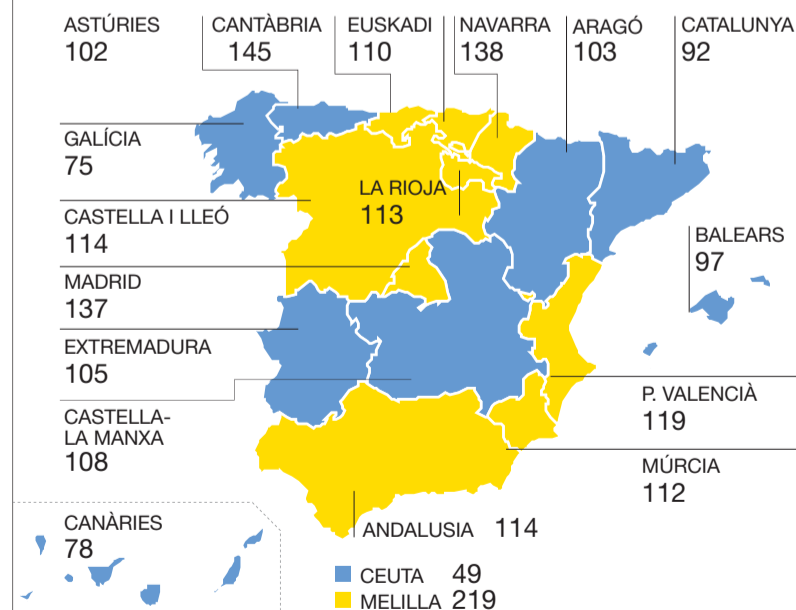 ASTÚRIES
102
CANTÀBRIA
145
EUSKADI
110
NAVARRA
138
ARAGÓ
103
CATALUNYA
92
GALÍCIA
75
LA RIOJA
113
CASTELLA I LLEÓ
114
BALEARS
97
MADRID
137
EXTREMADURA
105
P. VALENCIÀ
119
CASTELLA-
LA MANXA
108
MÚRCIA
112
CANÀRIES
78
ANDALUSIA 114
CEUTA 49
MELILLA 219